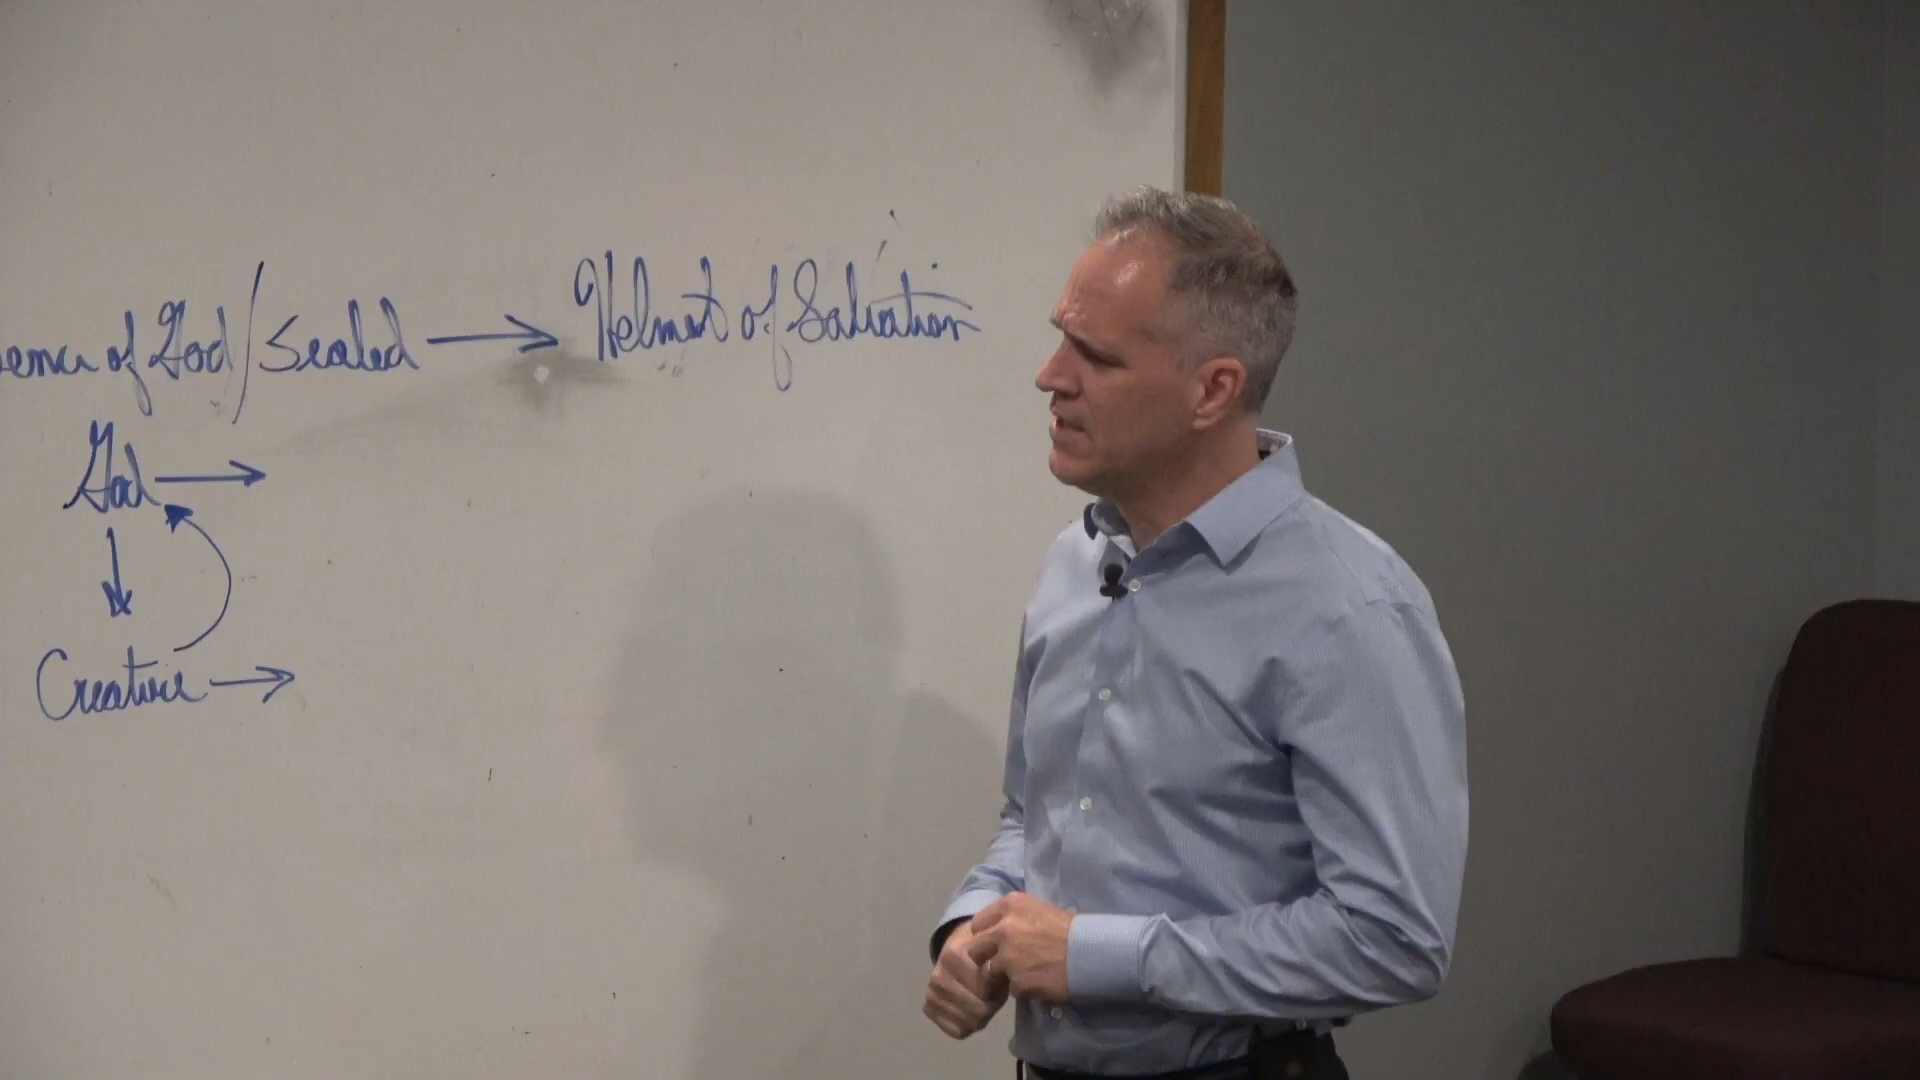 of God/Sealed → Helmet of Salvation
God →
Creature →